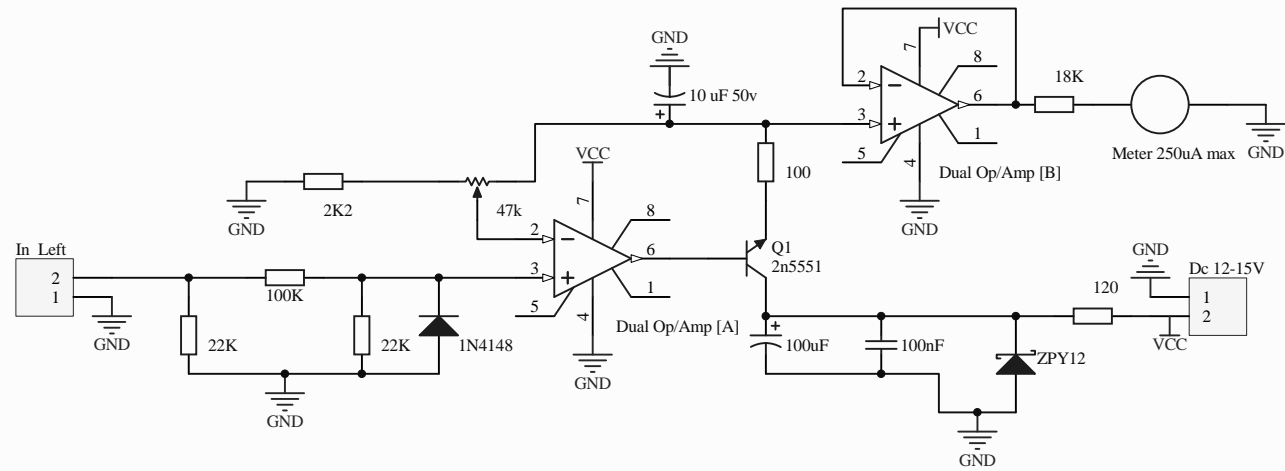 GND
VCC
7
8
2
3
6
1
5
4
10 uF 50v
18K
Meter 250uA max
GND
Dual Op/Amp [B]
GND
100
VCC
7
8
GND
2K2
47k
2
3
6
1
5
4
Dual Op/Amp [A]
GND
Q1
2n5551
In Left
2
1
GND
100K
22K
22K
1N4148
GND
100uF
100nF
ZPY12
GND
120
GND
Dc 12-15V
1
2
VCC
+
+
+
+
−
−